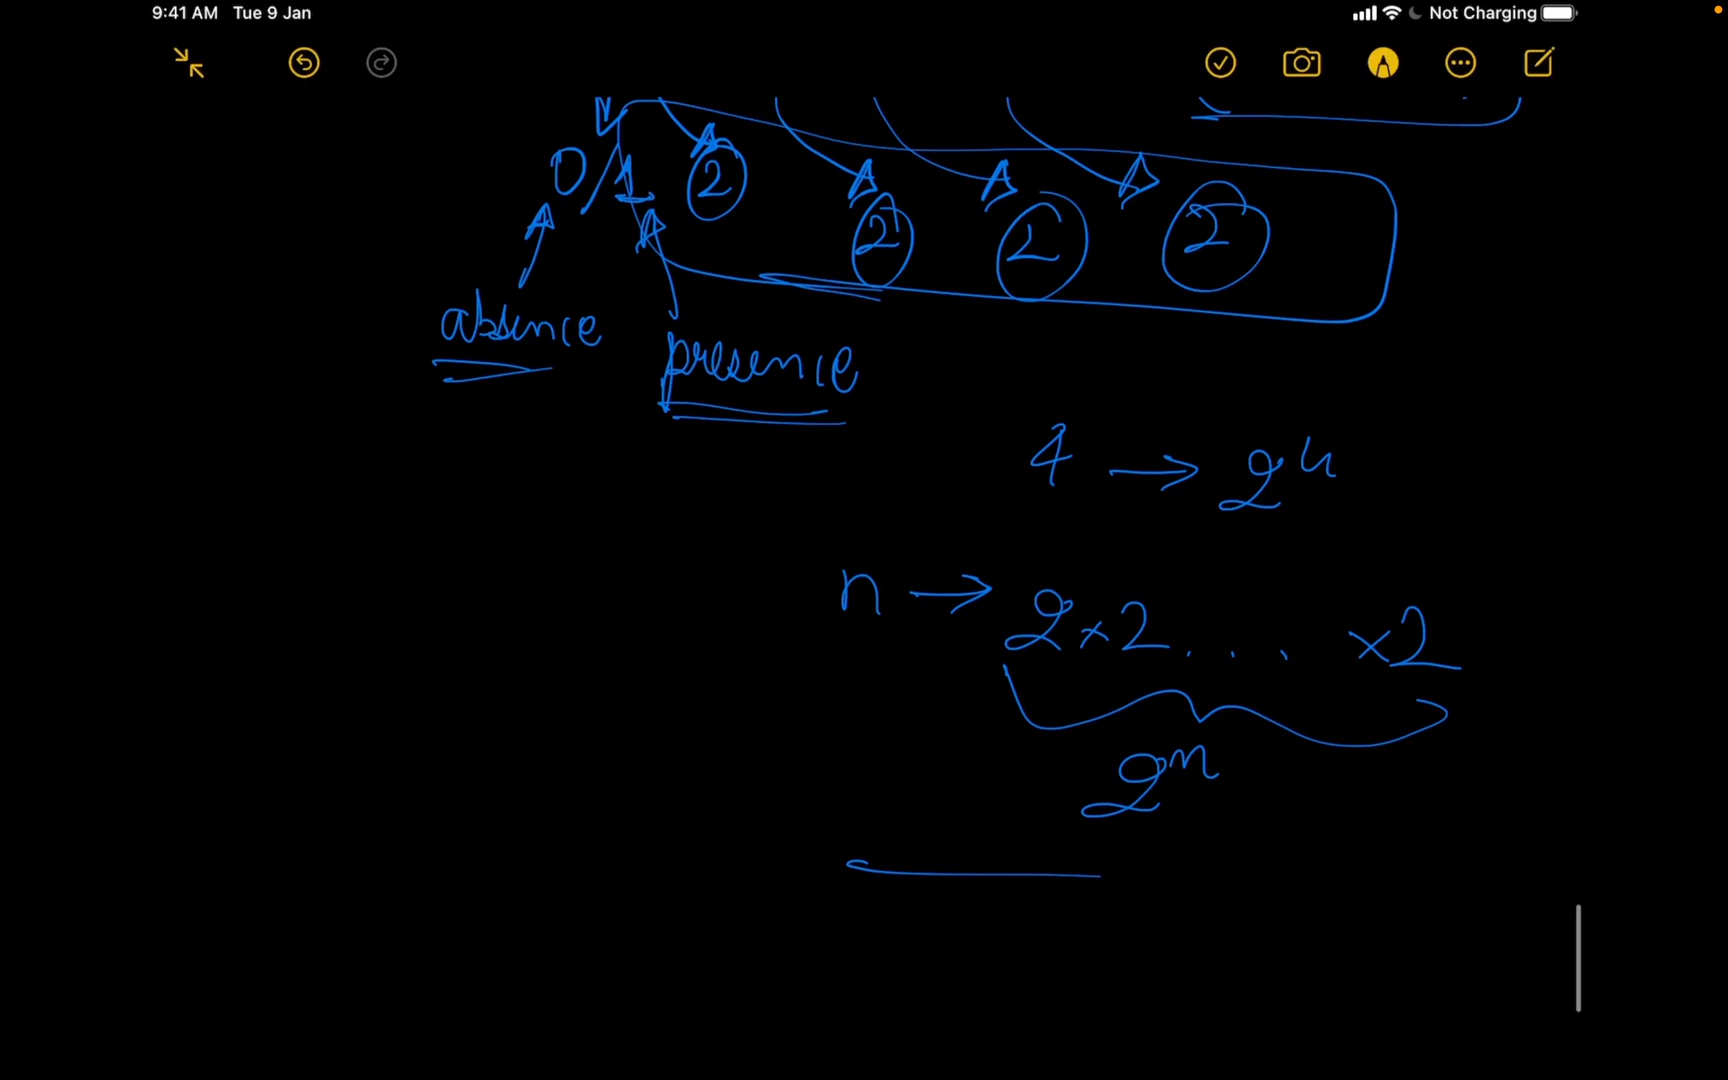 9:41 AM Tue 9 Jan Not Charging
0/1 2 2 2 2
absence
presence
4 → 2^4
n → 2 × 2 . . . × 2
2^n